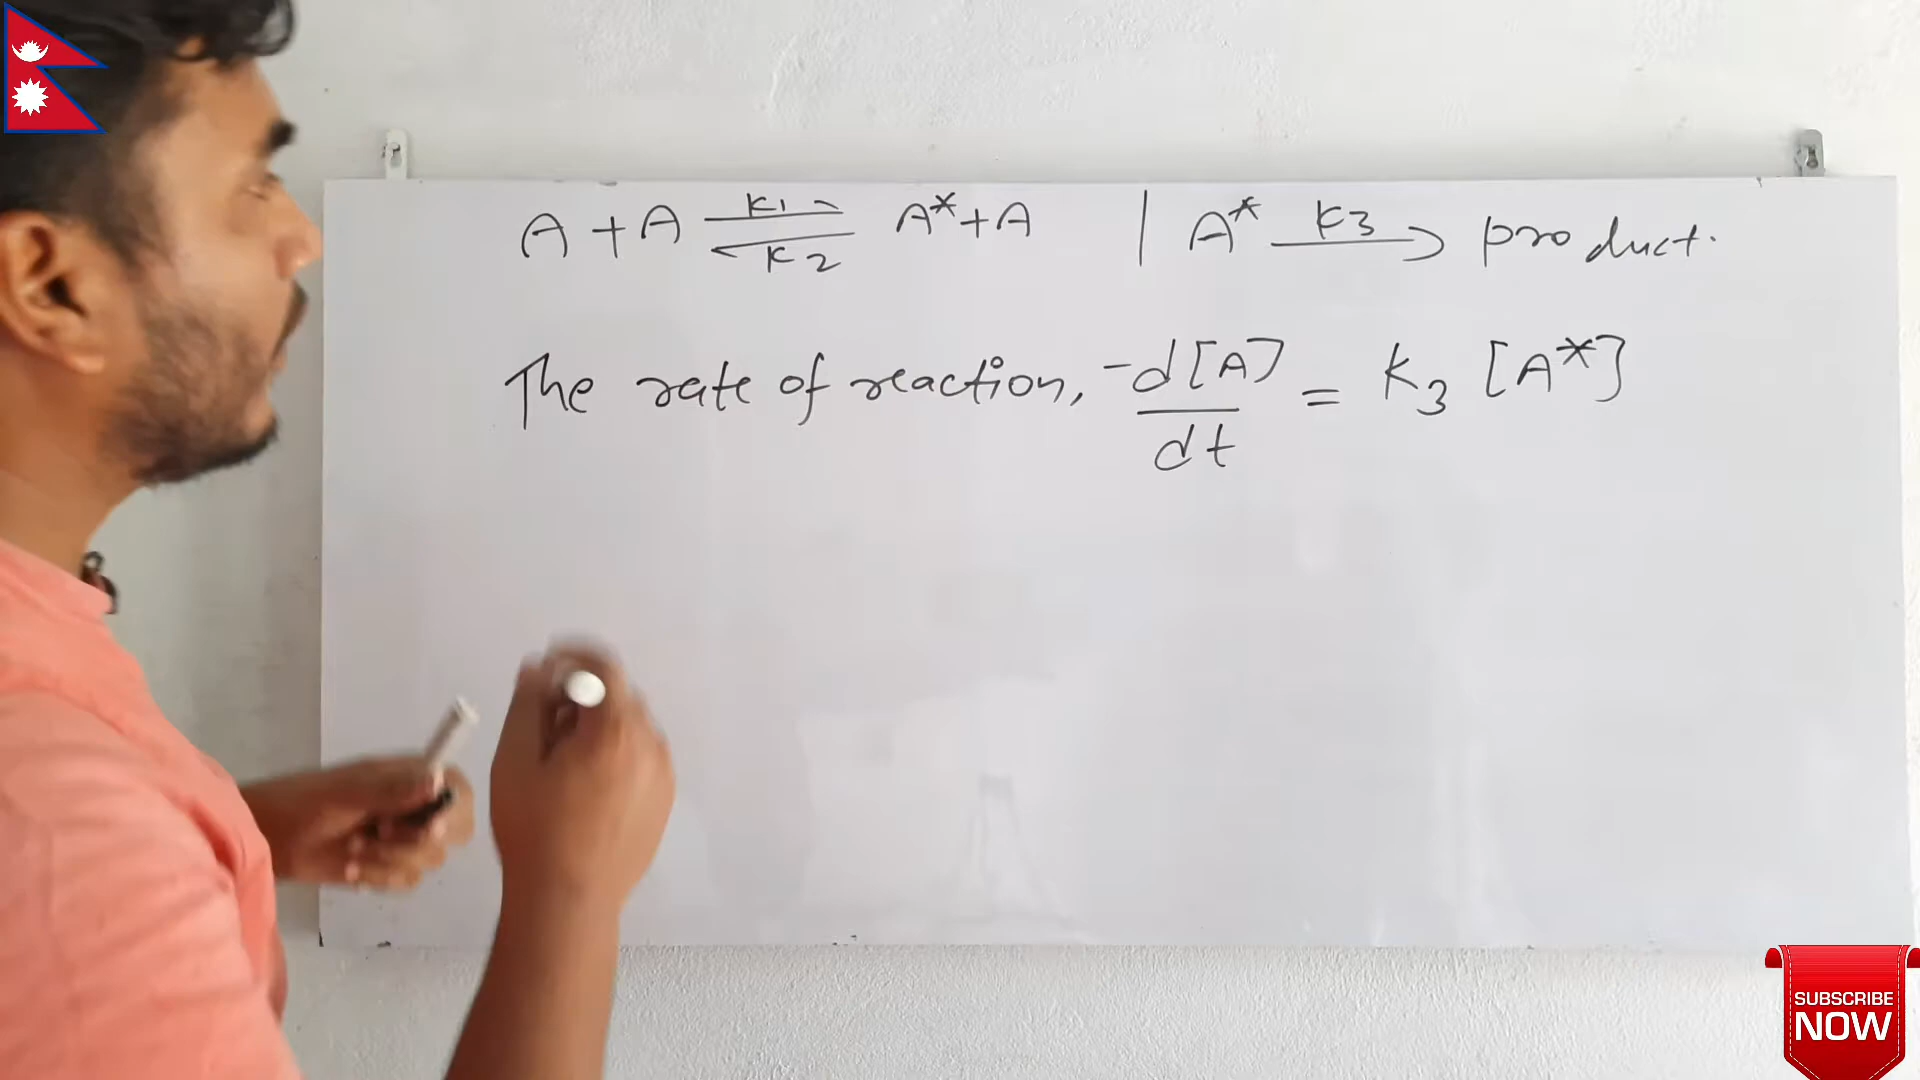 A + A ⇌ A* + A | A* → product.
K1
K2
K3
The rate of reaction, -d[A]/dt = K3 [A*]
SUBSCRIBE
NOW